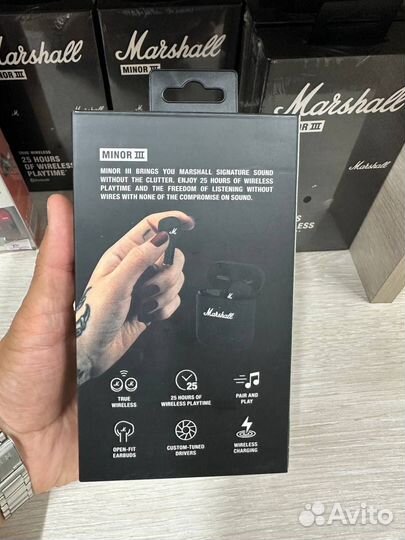 Marshall
MINOR III
Marshall
MINOR III
Marshall
MINOR III
TRUE WIRELESS
25 HOURS
OF WIRELESS
PLAYTIME
MINOR III
MINOR III BRINGS YOU MARSHALL SIGNATURE SOUND
WITHOUT THE CLUTTER. ENJOY 25 HOURS OF WIRELESS
PLAYTIME AND THE FREEDOM OF LISTENING WITHOUT
WIRES WITH NONE OF THE COMPROMISE ON SOUND.
Marshall
TRUE
WIRELESS
25
25 HOURS OF
WIRELESS PLAYTIME
PAIR AND
PLAY
OPEN-FIT
EARBUDS
CUSTOM-TUNED
DRIVERS
WIRELESS
CHARGING
Avito